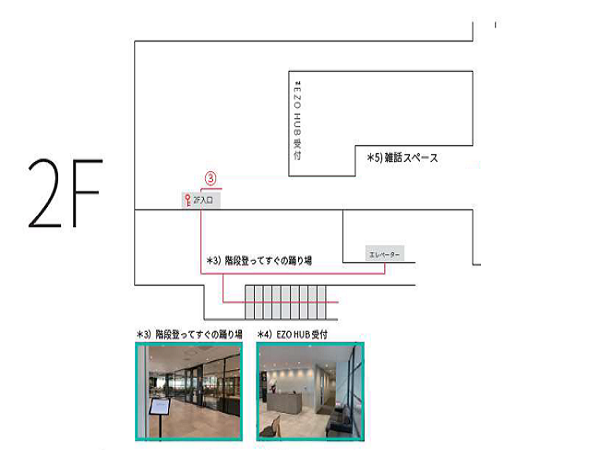 2F
EZO HUB 受付
＊5) 雑話スペース
③
2F入口
エレベーター
＊3）階段登ってすぐの踊り場
＊3）階段登ってすぐの踊り場
＊4）EZO HUB 受付